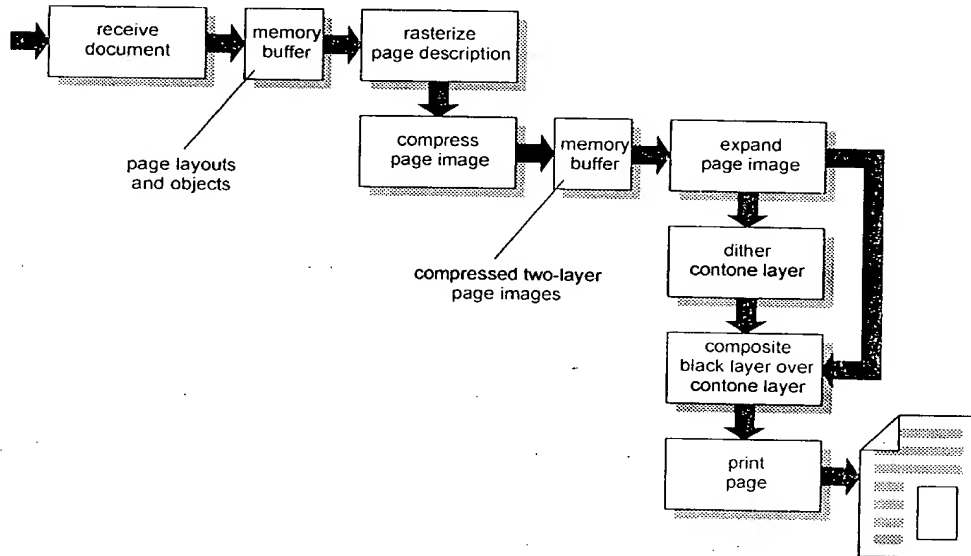 receive
document
memory
buffer
rasterize
page description
compress
page image
memory
buffer
expand
page image
page layouts
and objects
compressed two-layer
page images
dither
contone layer
composite
black layer over
contone layer
print
page